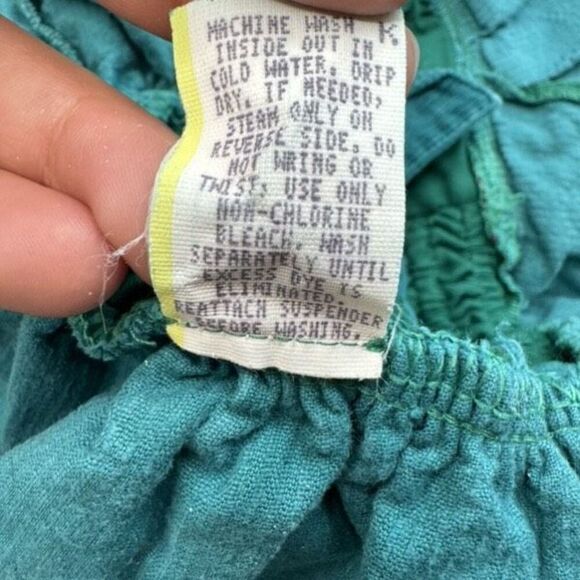 MACHINE WASH K.
INSIDE OUT IN
COLD WATER. DRIP
DRY. IF NEEDED,
STEAM ONLY ON
REVERSE SIDE. DO
NOT WRING OR
TWIST; USE ONLY
NON-CHLORINE
BLEACH. WASH
SEPARATELY UNTIL
EXCESS DYE IS
ELIMINATED.
REATTACH SUSPENDER
BEFORE WASHING.